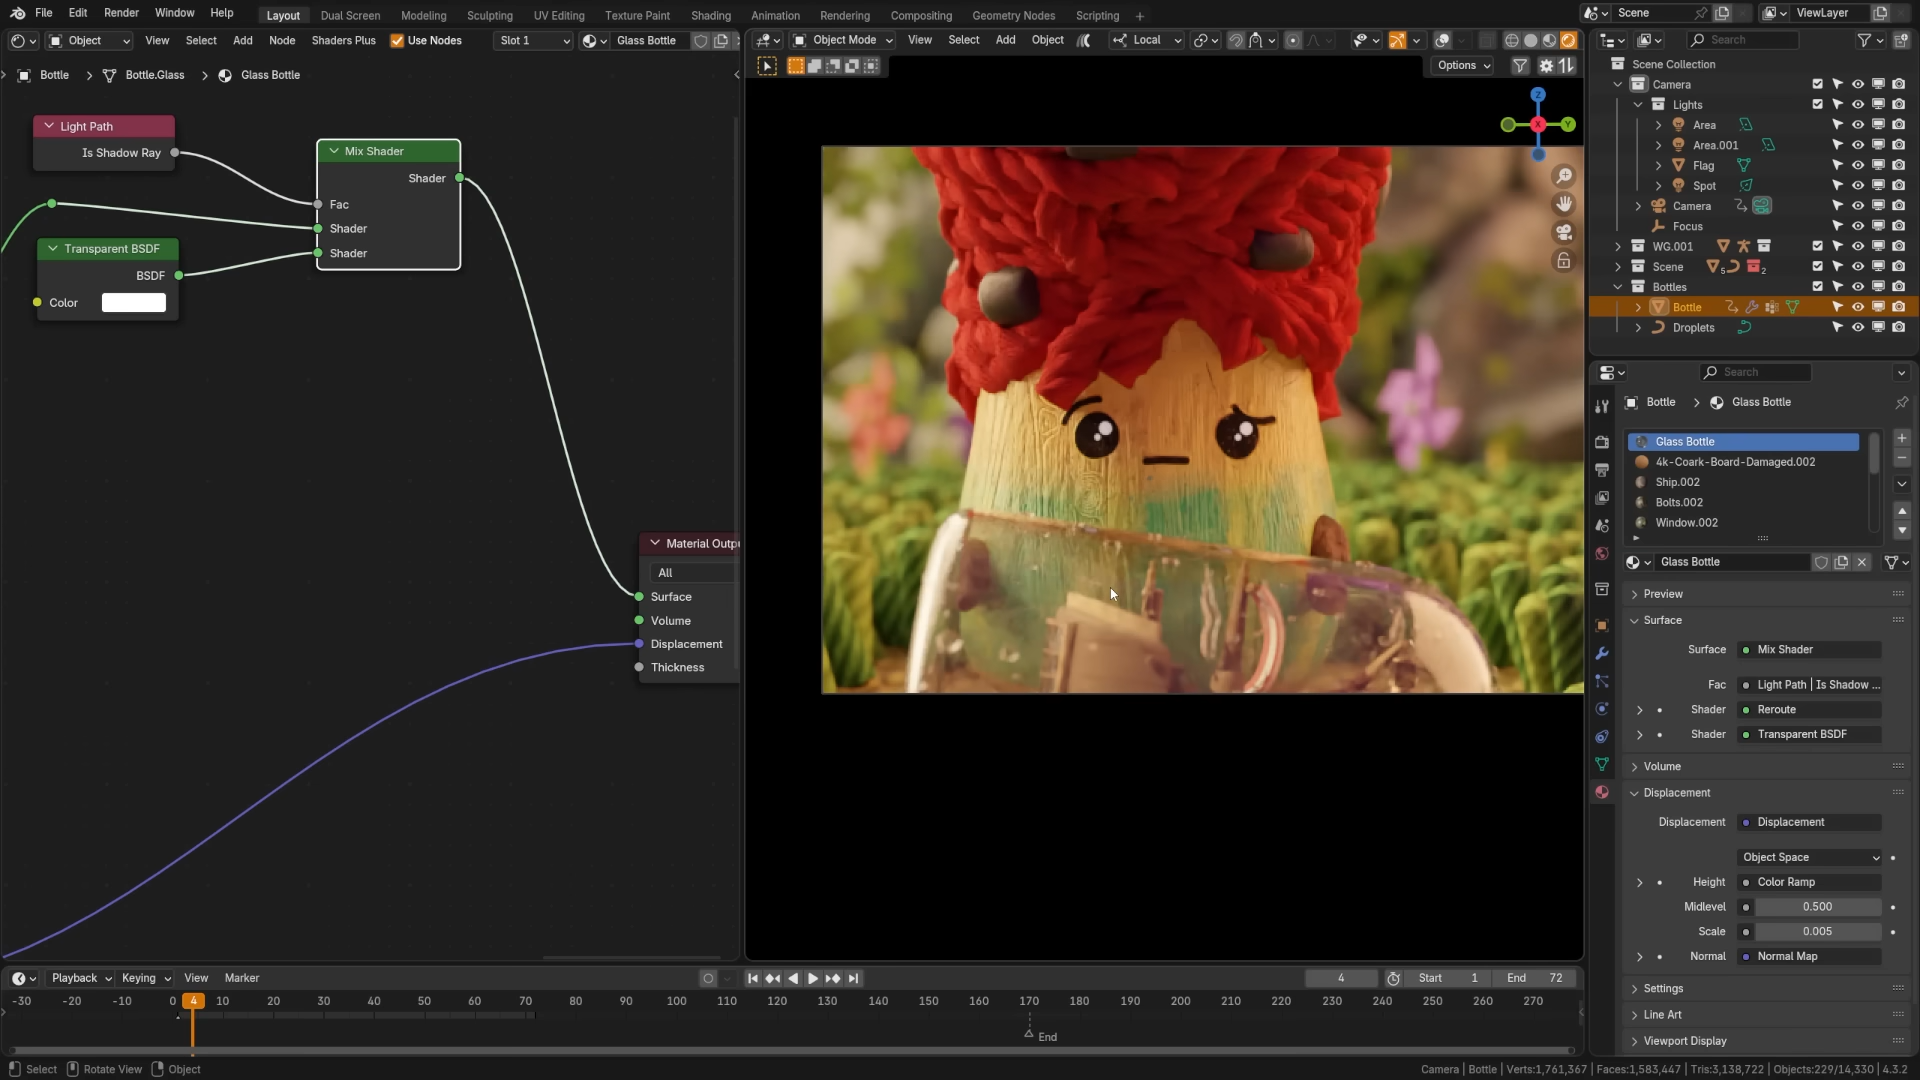 File Edit Render Window Help Layout Dual Screen Modeling Sculpting UV Editing Texture Paint Shading Animation Rendering Compositing Geometry Nodes Scripting + Scene ViewLayer
Object View Select Add Node Shaders Plus Use Nodes Slot 1 Glass Bottle
Object Mode View Select Add Object Local
Search
Options
Bottle > Bottle.Glass > Glass Bottle
Light Path
Is Shadow Ray
Mix Shader
Shader
Fac
Shader
Shader
Transparent BSDF
BSDF
Color
Material Outp
All
Surface
Volume
Displacement
Thickness
Z
X
Y
Scene Collection
Camera
Lights
Area
Area.001
Flag
Spot
Camera
Focus
WG.001
Scene 5 2
Bottles
Bottle
Droplets
Search
Bottle > Glass Bottle
Glass Bottle
4k-Coark-Board-Damaged.002
Ship.002
Bolts.002
Window.002
Glass Bottle
Preview
Surface
Surface Mix Shader
Fac Light Path | Is Shadow ...
Shader Reroute
Shader Transparent BSDF
Volume
Displacement
Displacement Displacement
Object Space
Height Color Ramp
Midlevel 0.500
Scale 0.005
Normal Normal Map
Settings
Line Art
Viewport Display
Playback Keying View Marker 4 Start 1 End 72
-30 -20 -10 0 4 10 20 30 40 50 60 70 80 90 100 110 120 130 140 150 160 170 180 190 200 210 220 230 240 250 260 270
End
Select Rotate View Object Camera | Bottle | Verts:1,761,367 | Faces:1,583,447 | Tris:3,138,722 | Objects:229/14,330 | 4.3.2